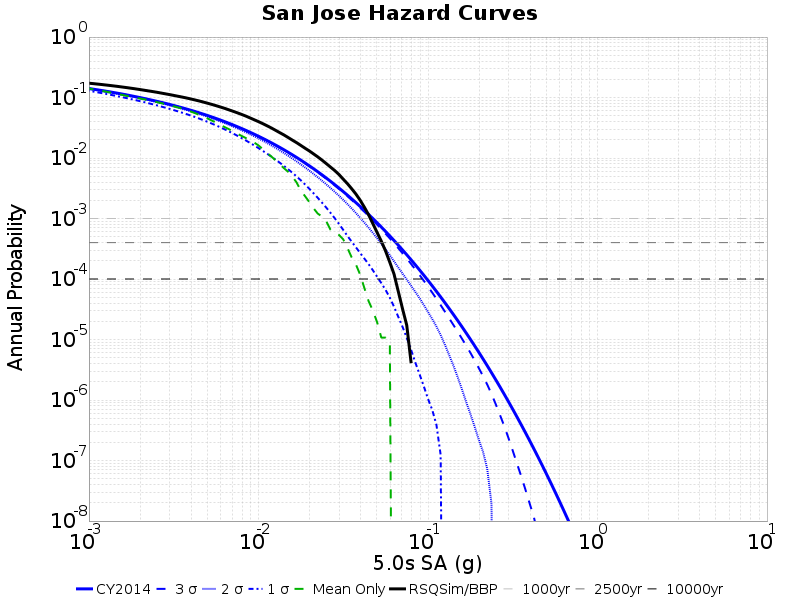 San Jose Hazard Curves
10^0
10^-1
10^-2
10^-3
10^-4
10^-5
10^-6
10^-7
10^-8
Annual Probability
10^-3 10^-2 10^-1 10^0 10^1
5.0s SA (g)
CY2014 3 σ 2 σ 1 σ Mean Only RSQSim/BBP 1000yr 2500yr 10000yr